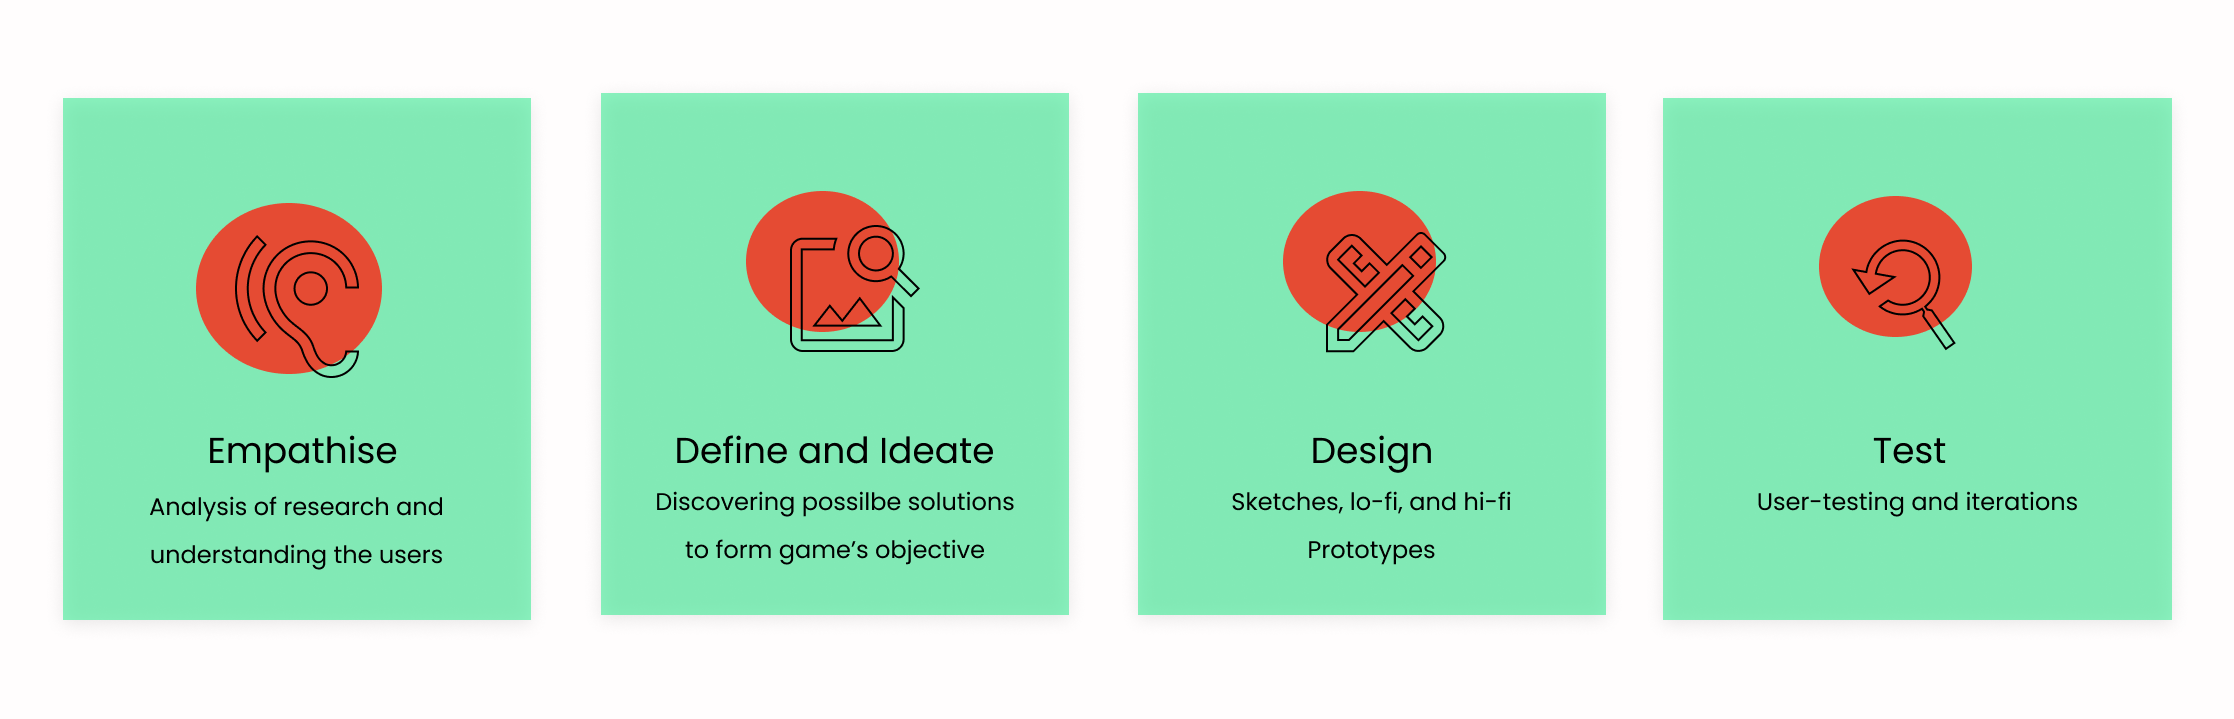 Empathise
Analysis of research and
understanding the users
Define and Ideate
Discovering possilbe solutions
to form game’s objective
Design
Sketches, lo-fi, and hi-fi
Prototypes
Test
User-testing and iterations